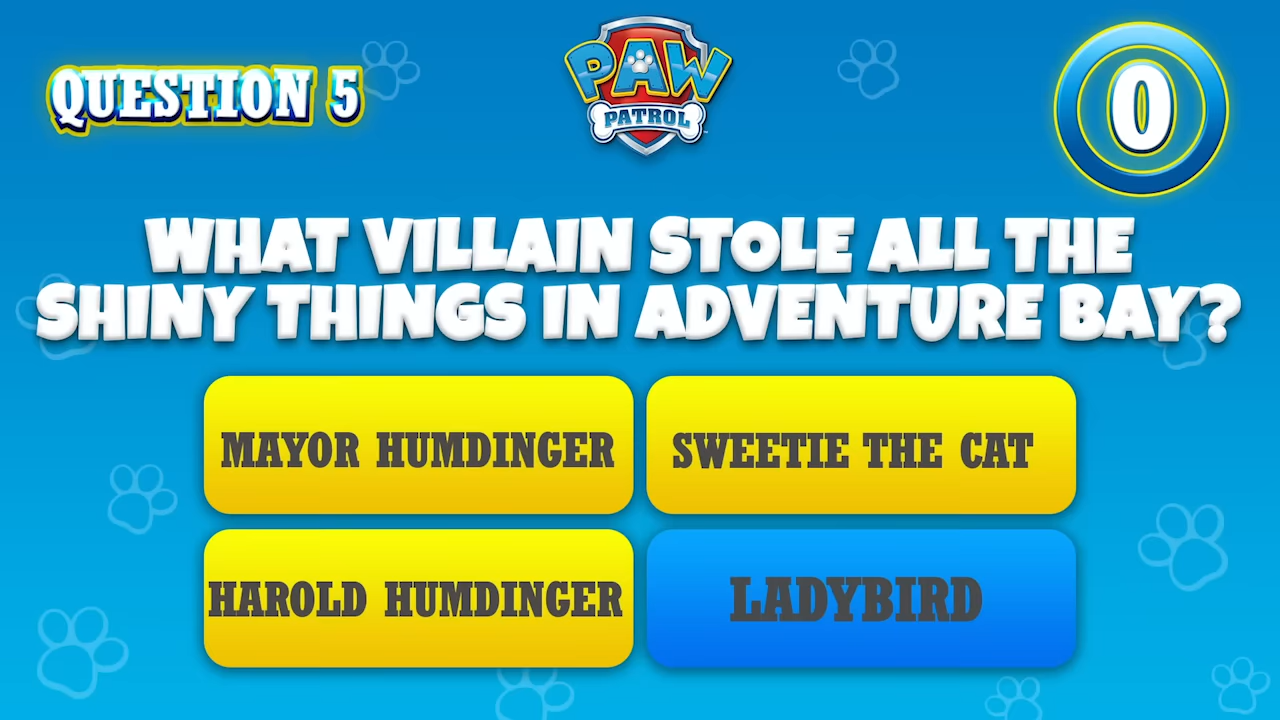 QUESTION 5
PAW
PATROL
0
WHAT VILLAIN STOLE ALL THE
SHINY THINGS IN ADVENTURE BAY?
MAYOR HUMDINGER
SWEETIE THE CAT
HAROLD HUMDINGER
LADYBIRD